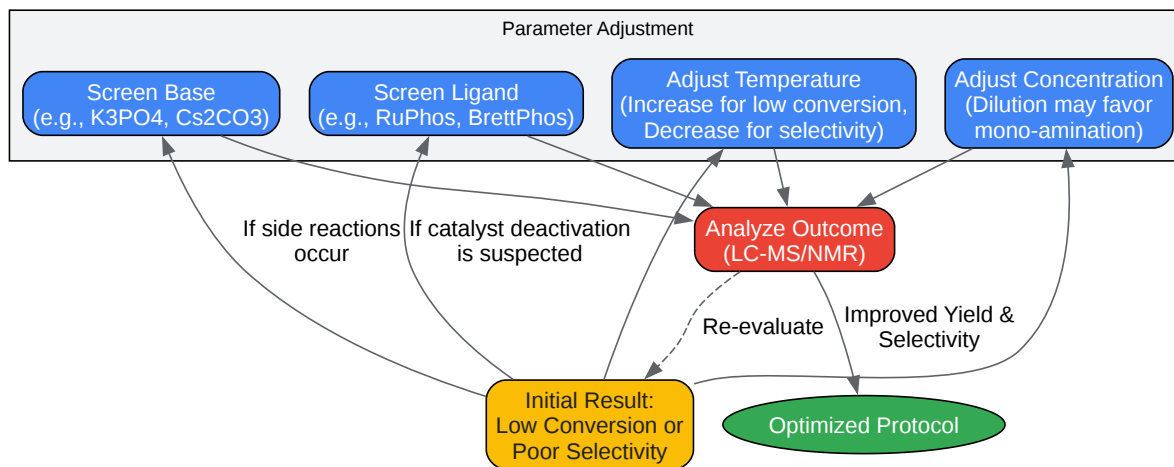 Parameter Adjustment
Screen Base
(e.g., K3PO4, Cs2CO3)
Screen Ligand
(e.g., RuPhos, BrettPhos)
Adjust Temperature
(Increase for low conversion,
Decrease for selectivity)
Adjust Concentration
(Dilution may favor
mono-amination)
If side reactions
occur
If catalyst deactivation
is suspected
Analyze Outcome
(LC-MS/NMR)
Re-evaluate
Improved Yield &
Selectivity
Initial Result:
Low Conversion or
Poor Selectivity
Optimized Protocol